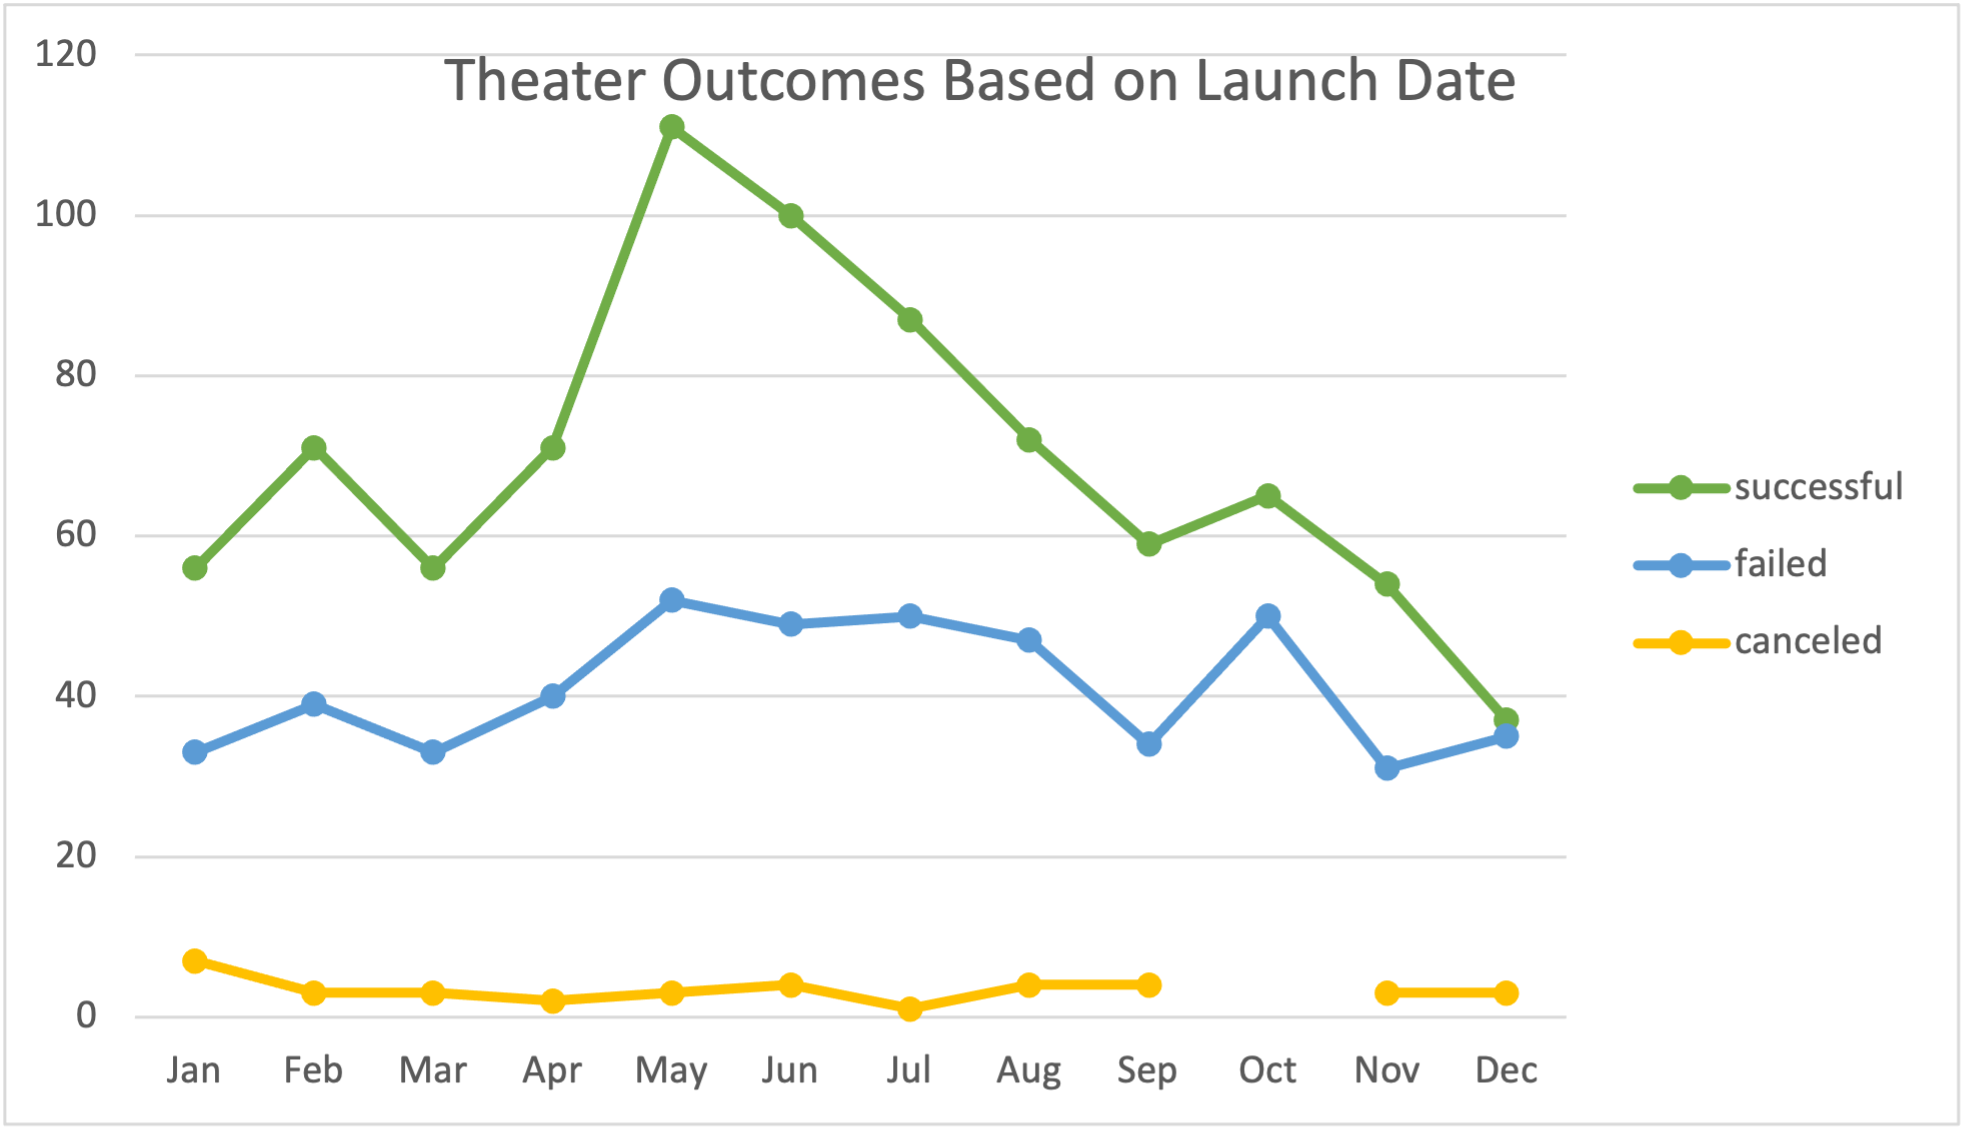 Theater Outcomes Based on Launch Date
120
100
80
60
40
20
0
Jan Feb Mar Apr May Jun Jul Aug Sep Oct Nov Dec
successful
failed
canceled